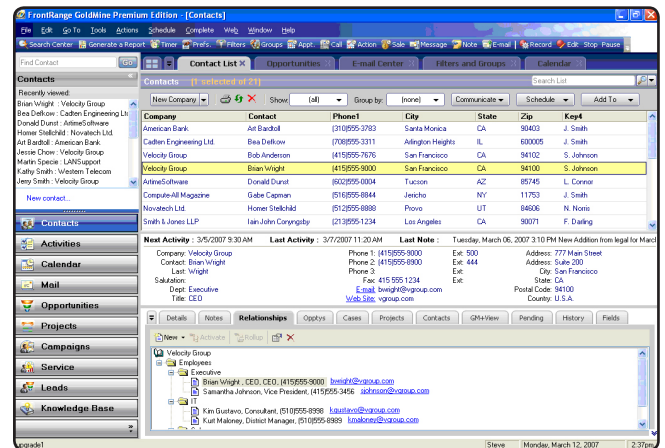 FrontRange GoldMine Premium Edition - [Contacts]
File Edit Go To Tools Actions Schedule Complete Web Window Help
Search Center Generate a Report Timer Prefs. Filters Groups Appt. Call Action Sale Message Note E-mail Record Edit Stop Pause
Find Contact Go Contact List X Opportunities E-mail Center Filters and Groups Calendar
Contacts
Recently viewed:
Brian Wright : Velocity Group
Bea Defkow : Cadten Engineering Ltd
Donald Dunst : ArtimeSoftware
Homer Stellchild : Novatech Ltd.
Art Bardtoll : American Bank
Jessie Chow : Velocity Group
Martin Specie : LANSupport
Kathy Smith : Western Telecom
Jerry Smith : Velocity Group
New contact...
Contacts
Activities
Calendar
Mail
Opportunities
Projects
Campaigns
Service
Leads
Knowledge Base
Contacts [1 selected of 21] Search List
New Company Show: (all) Group by: (none) Communicate Schedule Add To
Company Contact Phone1 City State Zip Key4
American Bank Art Bardtoll (310)555-3783 Santa Monica CA 90403 J. Smith
Cadten Engineering Ltd. Bea Defkow (708)555-3311 Arlington Heights IL 600005 J. Smith
Velocity Group Bob Anderson (415)555-7676 San Francisco CA 94102 S. Johnson
Velocity Group Brian Wright (415)555-9000 San Francisco CA 94100 S. Johnson
ArtimeSoftware Donald Dunst (602)555-0004 Tucson AZ 85745 L. Connor
Compute-All Magazine Gabe Capman (516)555-8844 Jericho NY 11753 J. Smith
Novatech Ltd. Homer Stellchild (512)555-0888 Provo UT 84606 N. Norris
Smith & Jones LLP Iain John Conyngsby (213)555-1234 Los Angeles CA 90071 F. Darling
Next Activity : 3/5/2007 9:30 AM Last Activity : 3/7/2007 11:20 AM Last Note : Tuesday, March 06, 2007 3:10 PM New Addition from legal for March
Company: Velocity Group Phone 1: (415)555-9000 Ext: 500 Address: 777 Main Street
Contact: Brian Wright Phone 2: (415)555-8900 Ext: 444 Address: Suite 200
Last: Wright Phone 3: Ext: City: San Francisco
Salutation: Fax: 415 555 1234 Ext: State: CA
Dept: Executive E-mail: bwright@vgroup.com Postal Code: 94100
Title: CEO Web Site: vgroup.com Country: U.S.A.
Details Notes Relationships Opptys Cases Projects Contacts GM+View Pending History Fields
New Activate Rollup
Velocity Group
Employees
Executive
Brian Wright , CEO, CEO, (415)555-9000 bwright@vgroup.com
Samantha Johnson, Vice President, (415)555-3456 sjohnson@vgroup.com
IT
Kim Gustavo, Consultant, (510)555-8998 kgustavo@vgroup.com
Kurt Maloney, District Manager, (510)555-8989 kmaloney@vgroup.com
upgrade1 Steve Monday, March 12, 2007 2:37pm